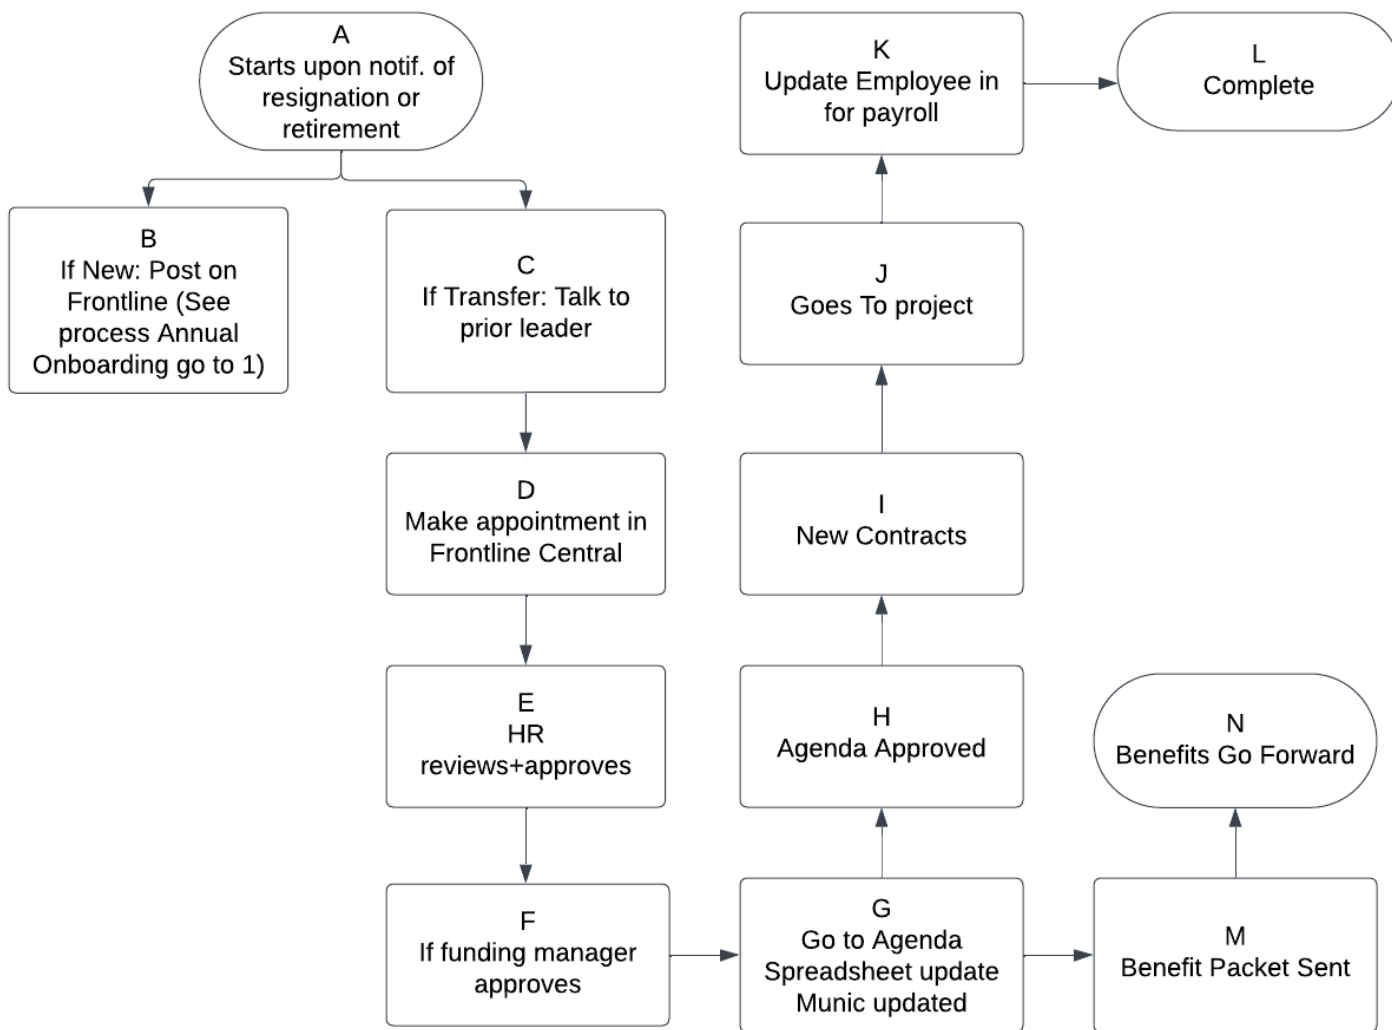 A
Starts upon notif. of
resignation or
retirement
B
If New: Post on
Frontline (See
process Annual
Onboarding go to 1)
C
If Transfer: Talk to
prior leader
D
Make appointment in
Frontline Central
E
HR
reviews+approves
F
If funding manager
approves
G
Go to Agenda
Spreadsheet update
Munic updated
H
Agenda Approved
I
New Contracts
J
Goes To project
K
Update Employee in
for payroll
L
Complete
M
Benefit Packet Sent
N
Benefits Go Forward